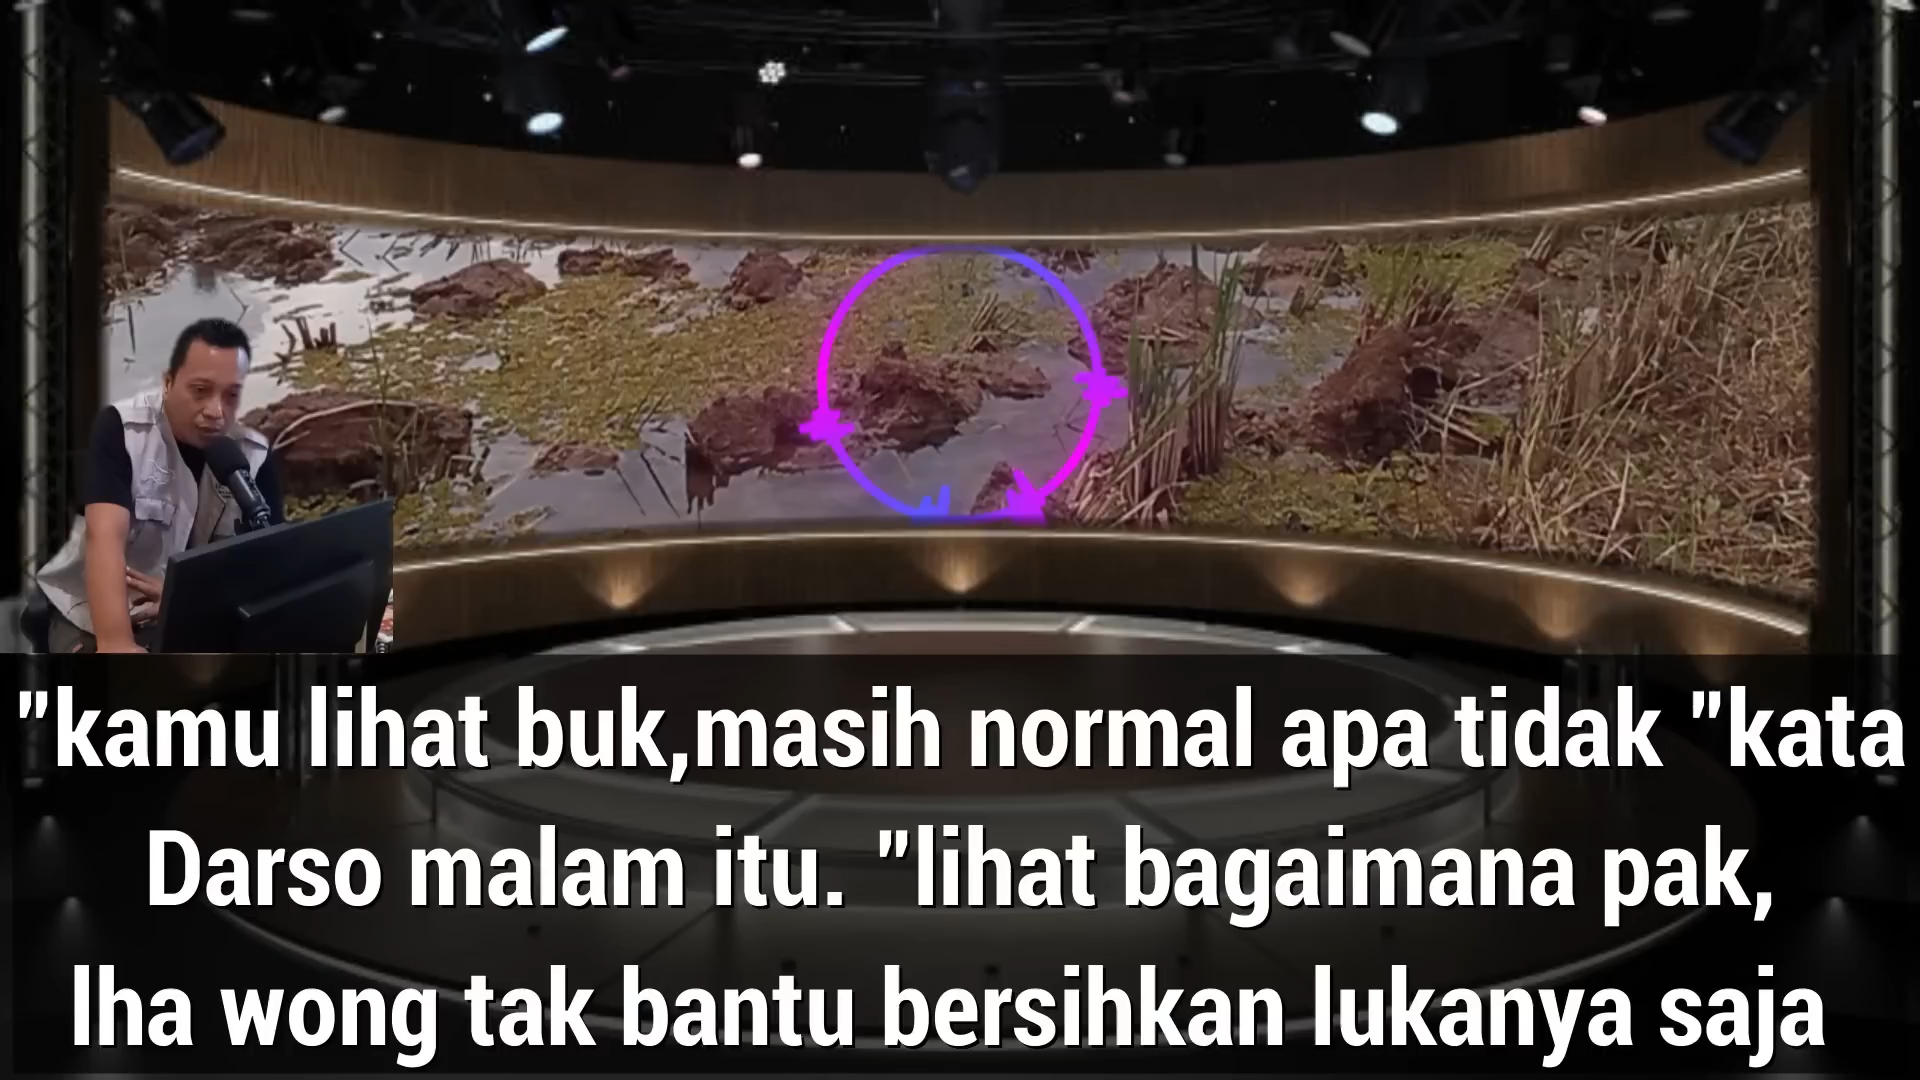 "kamu lihat buk,masih normal apa tidak "kata
Darso malam itu. "lihat bagaimana pak,
lha wong tak bantu bersihkan lukanya saja